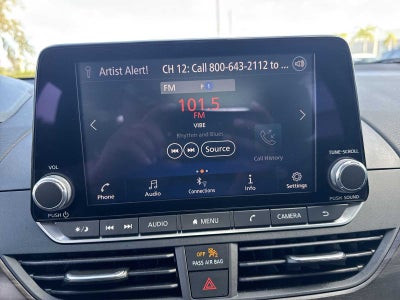 Artist Alert! CH 12: Call 800-643-2112 to ...
FM P 1
101.5
FM
VIBE
Rhythm and Blues
Source
Call History
VOL
TUNE·SCROLL
Phone Audio Connections Info Settings
PUSH PUSH SOUND
AUDIO MENU CAMERA
OFF
PASS AIR BAG